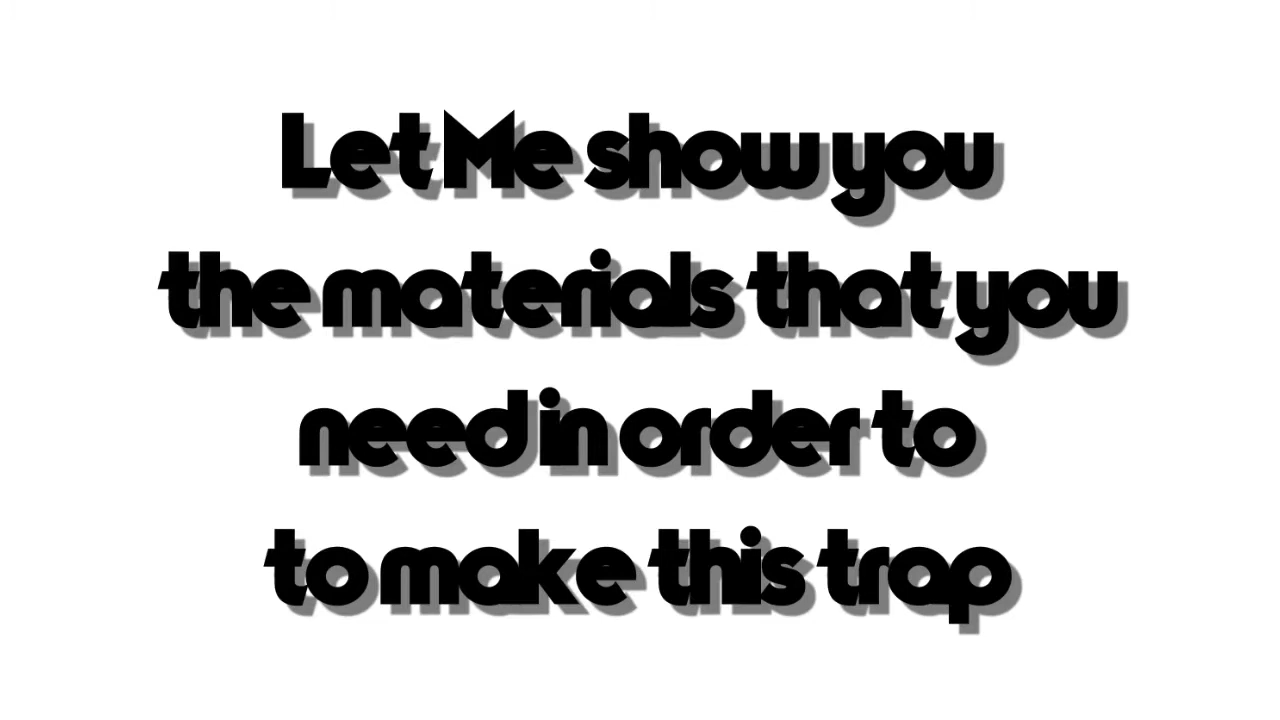 Let Me show you
the materials that you
need in order to
to make this trap